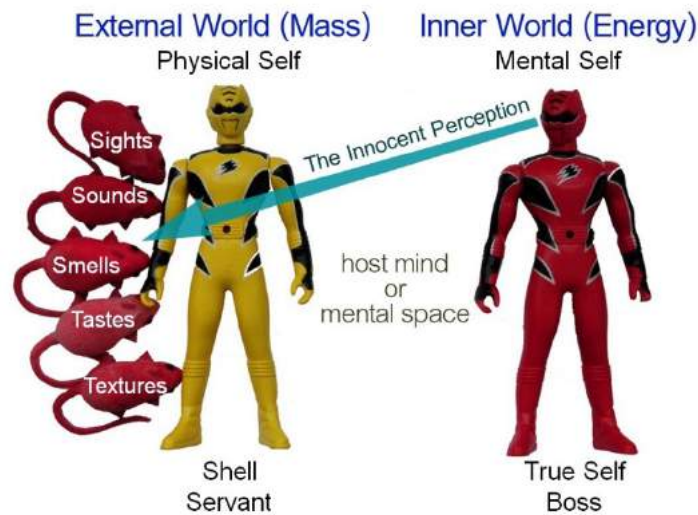 External World (Mass)
Physical Self
Inner World (Energy)
Mental Self
Sights
Sounds
Smells
Tastes
Textures
The Innocent Perception
host mind
or
mental space
Shell
Servant
True Self
Boss